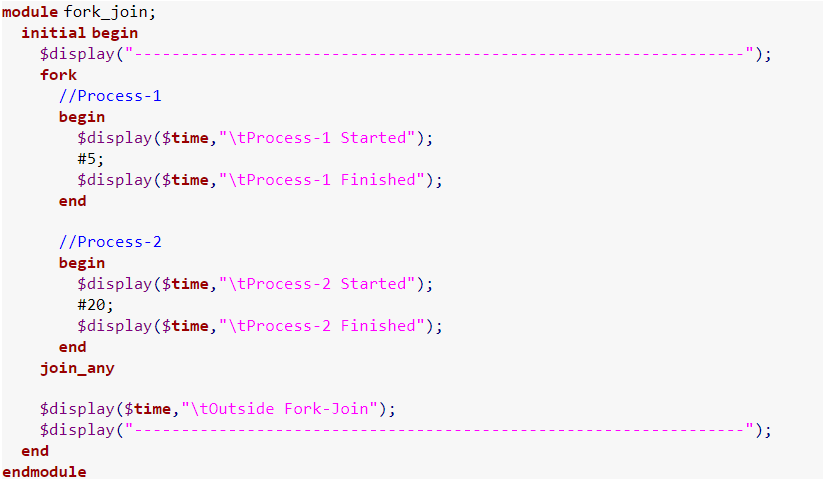 module fork_join;
  initial begin
    $display("-----------------------------------------------------------------");
    fork
      //Process-1
      begin
        $display($time,"\tProcess-1 Started");
        #5;
        $display($time,"\tProcess-1 Finished");
      end

      //Process-2
      begin
        $display($time,"\tProcess-2 Started");
        #20;
        $display($time,"\tProcess-2 Finished");
      end
    join_any

    $display($time,"\tOutside Fork-Join");
    $display("-----------------------------------------------------------------");
  end
endmodule